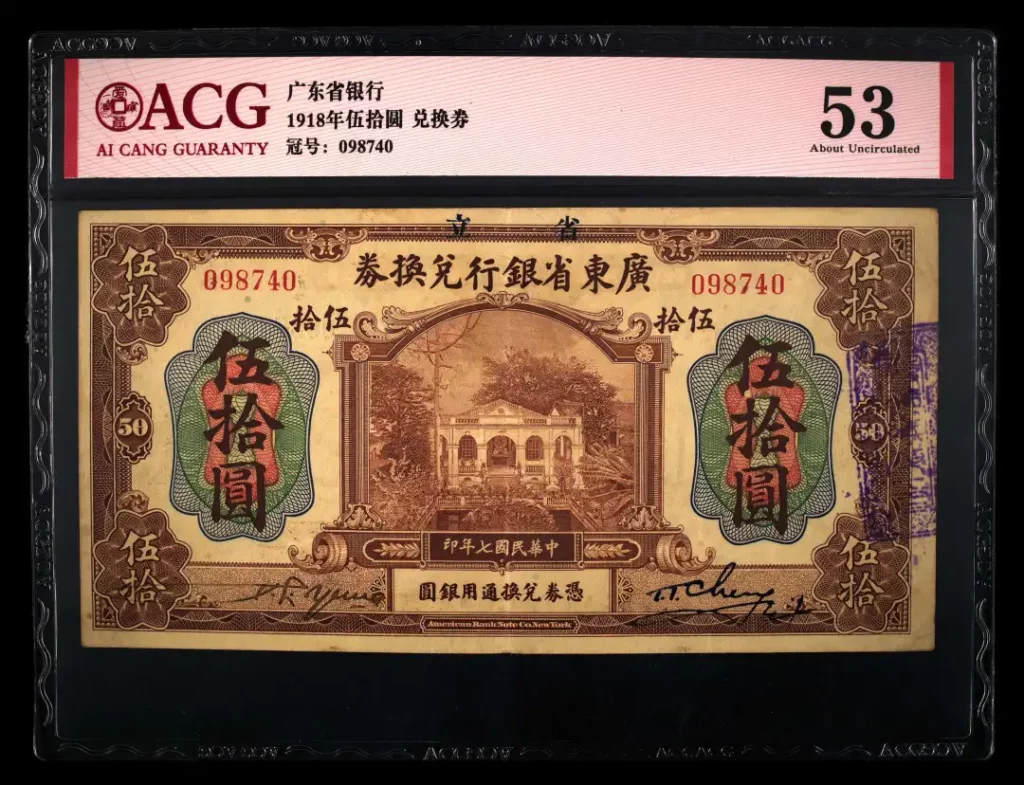 ACG
AI CANG GUARANTY
广东省银行
1918年伍拾圆 兑换券
冠号：098740
53
About Uncirculated
省立
廣東省銀行兌換券
098740
098740
伍拾
伍拾
伍拾
伍拾
伍拾圓
伍拾圓
50
50
中華民國七年印
伍拾
伍拾
憑券兌換通用銀圓
American Bank Note Co. New York